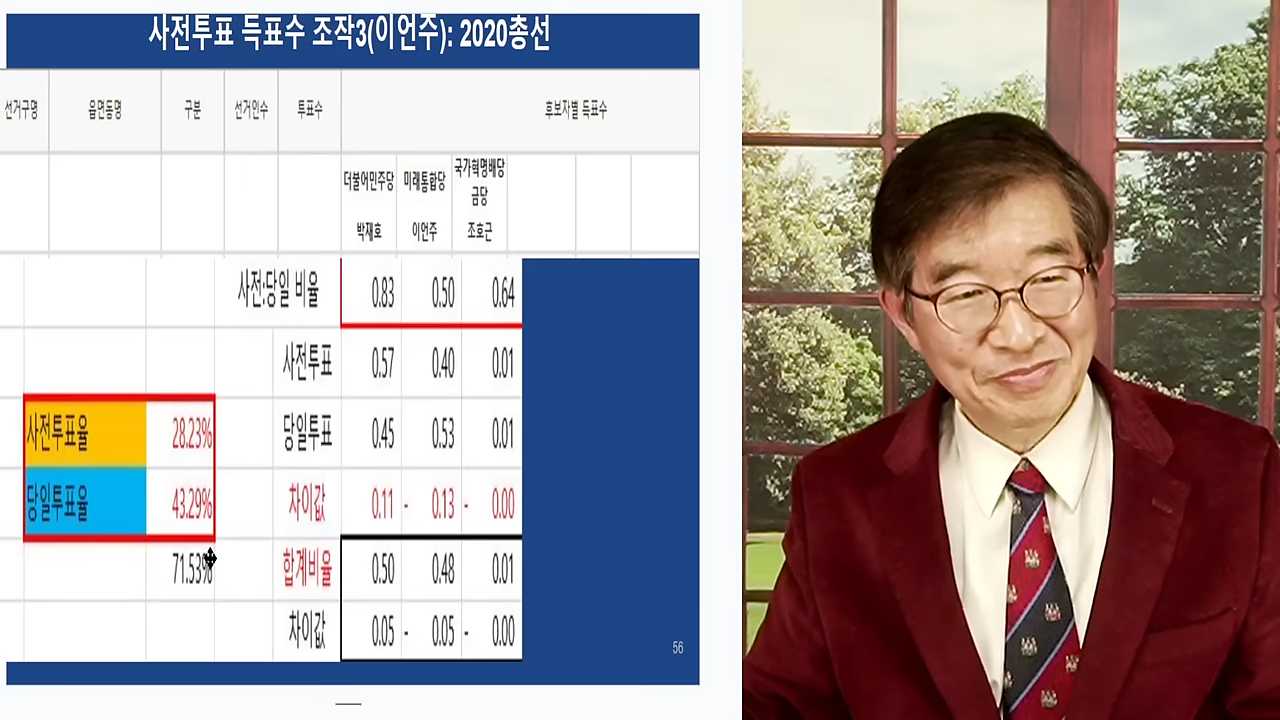 사전투표 득표수 조작3(이언주): 2020총선
선거구명 읍면동명 구분 선거인수 투표수 후보자별 득표수
더불어민주당 미래통합당 국가혁명배당
금당
박재호 이언주 조호근
사전:당일 비율 0.83 0.50 0.64
사전투표 0.57 0.40 0.01
사전투표율 28.23% 당일투표 0.45 0.53 0.01
당일투표율 43.29% 차이값 0.11 - 0.13 - 0.00
71.53% 합계비율 0.50 0.48 0.01
차이값 0.05 - 0.05 - 0.00
56